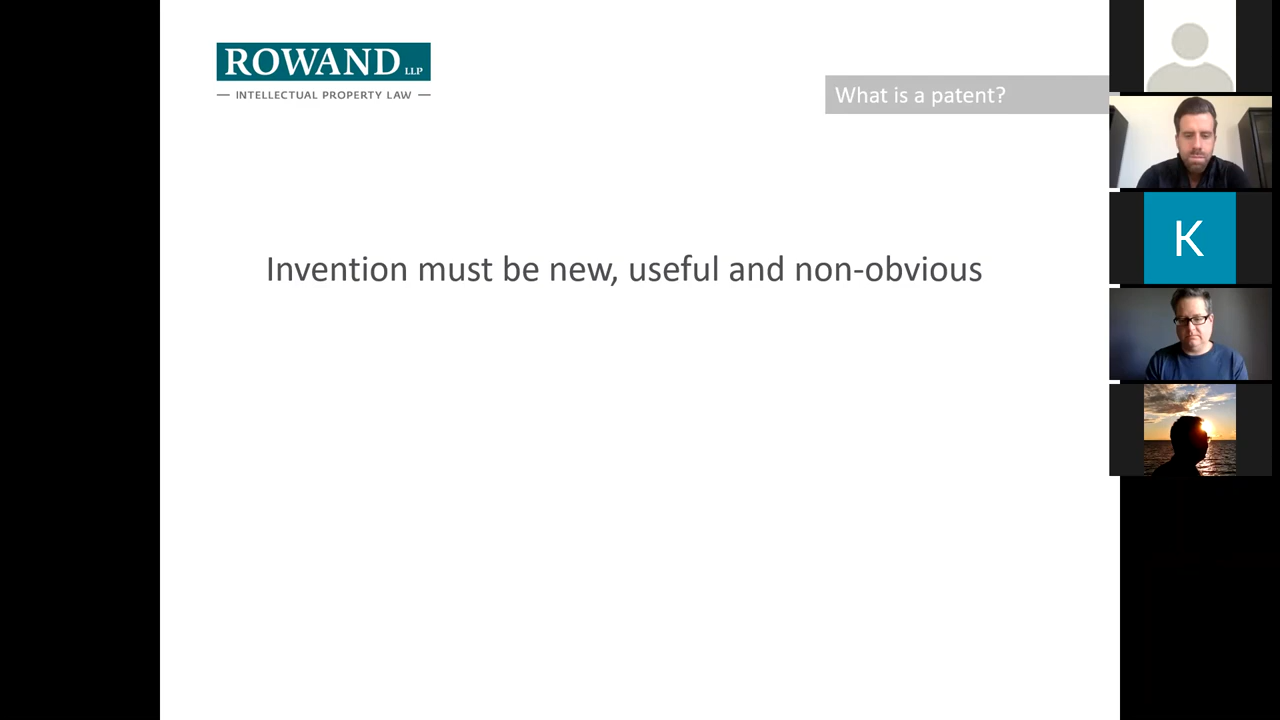 ROWAND LLP
INTELLECTUAL PROPERTY LAW
What is a patent?
Invention must be new, useful and non-obvious
K